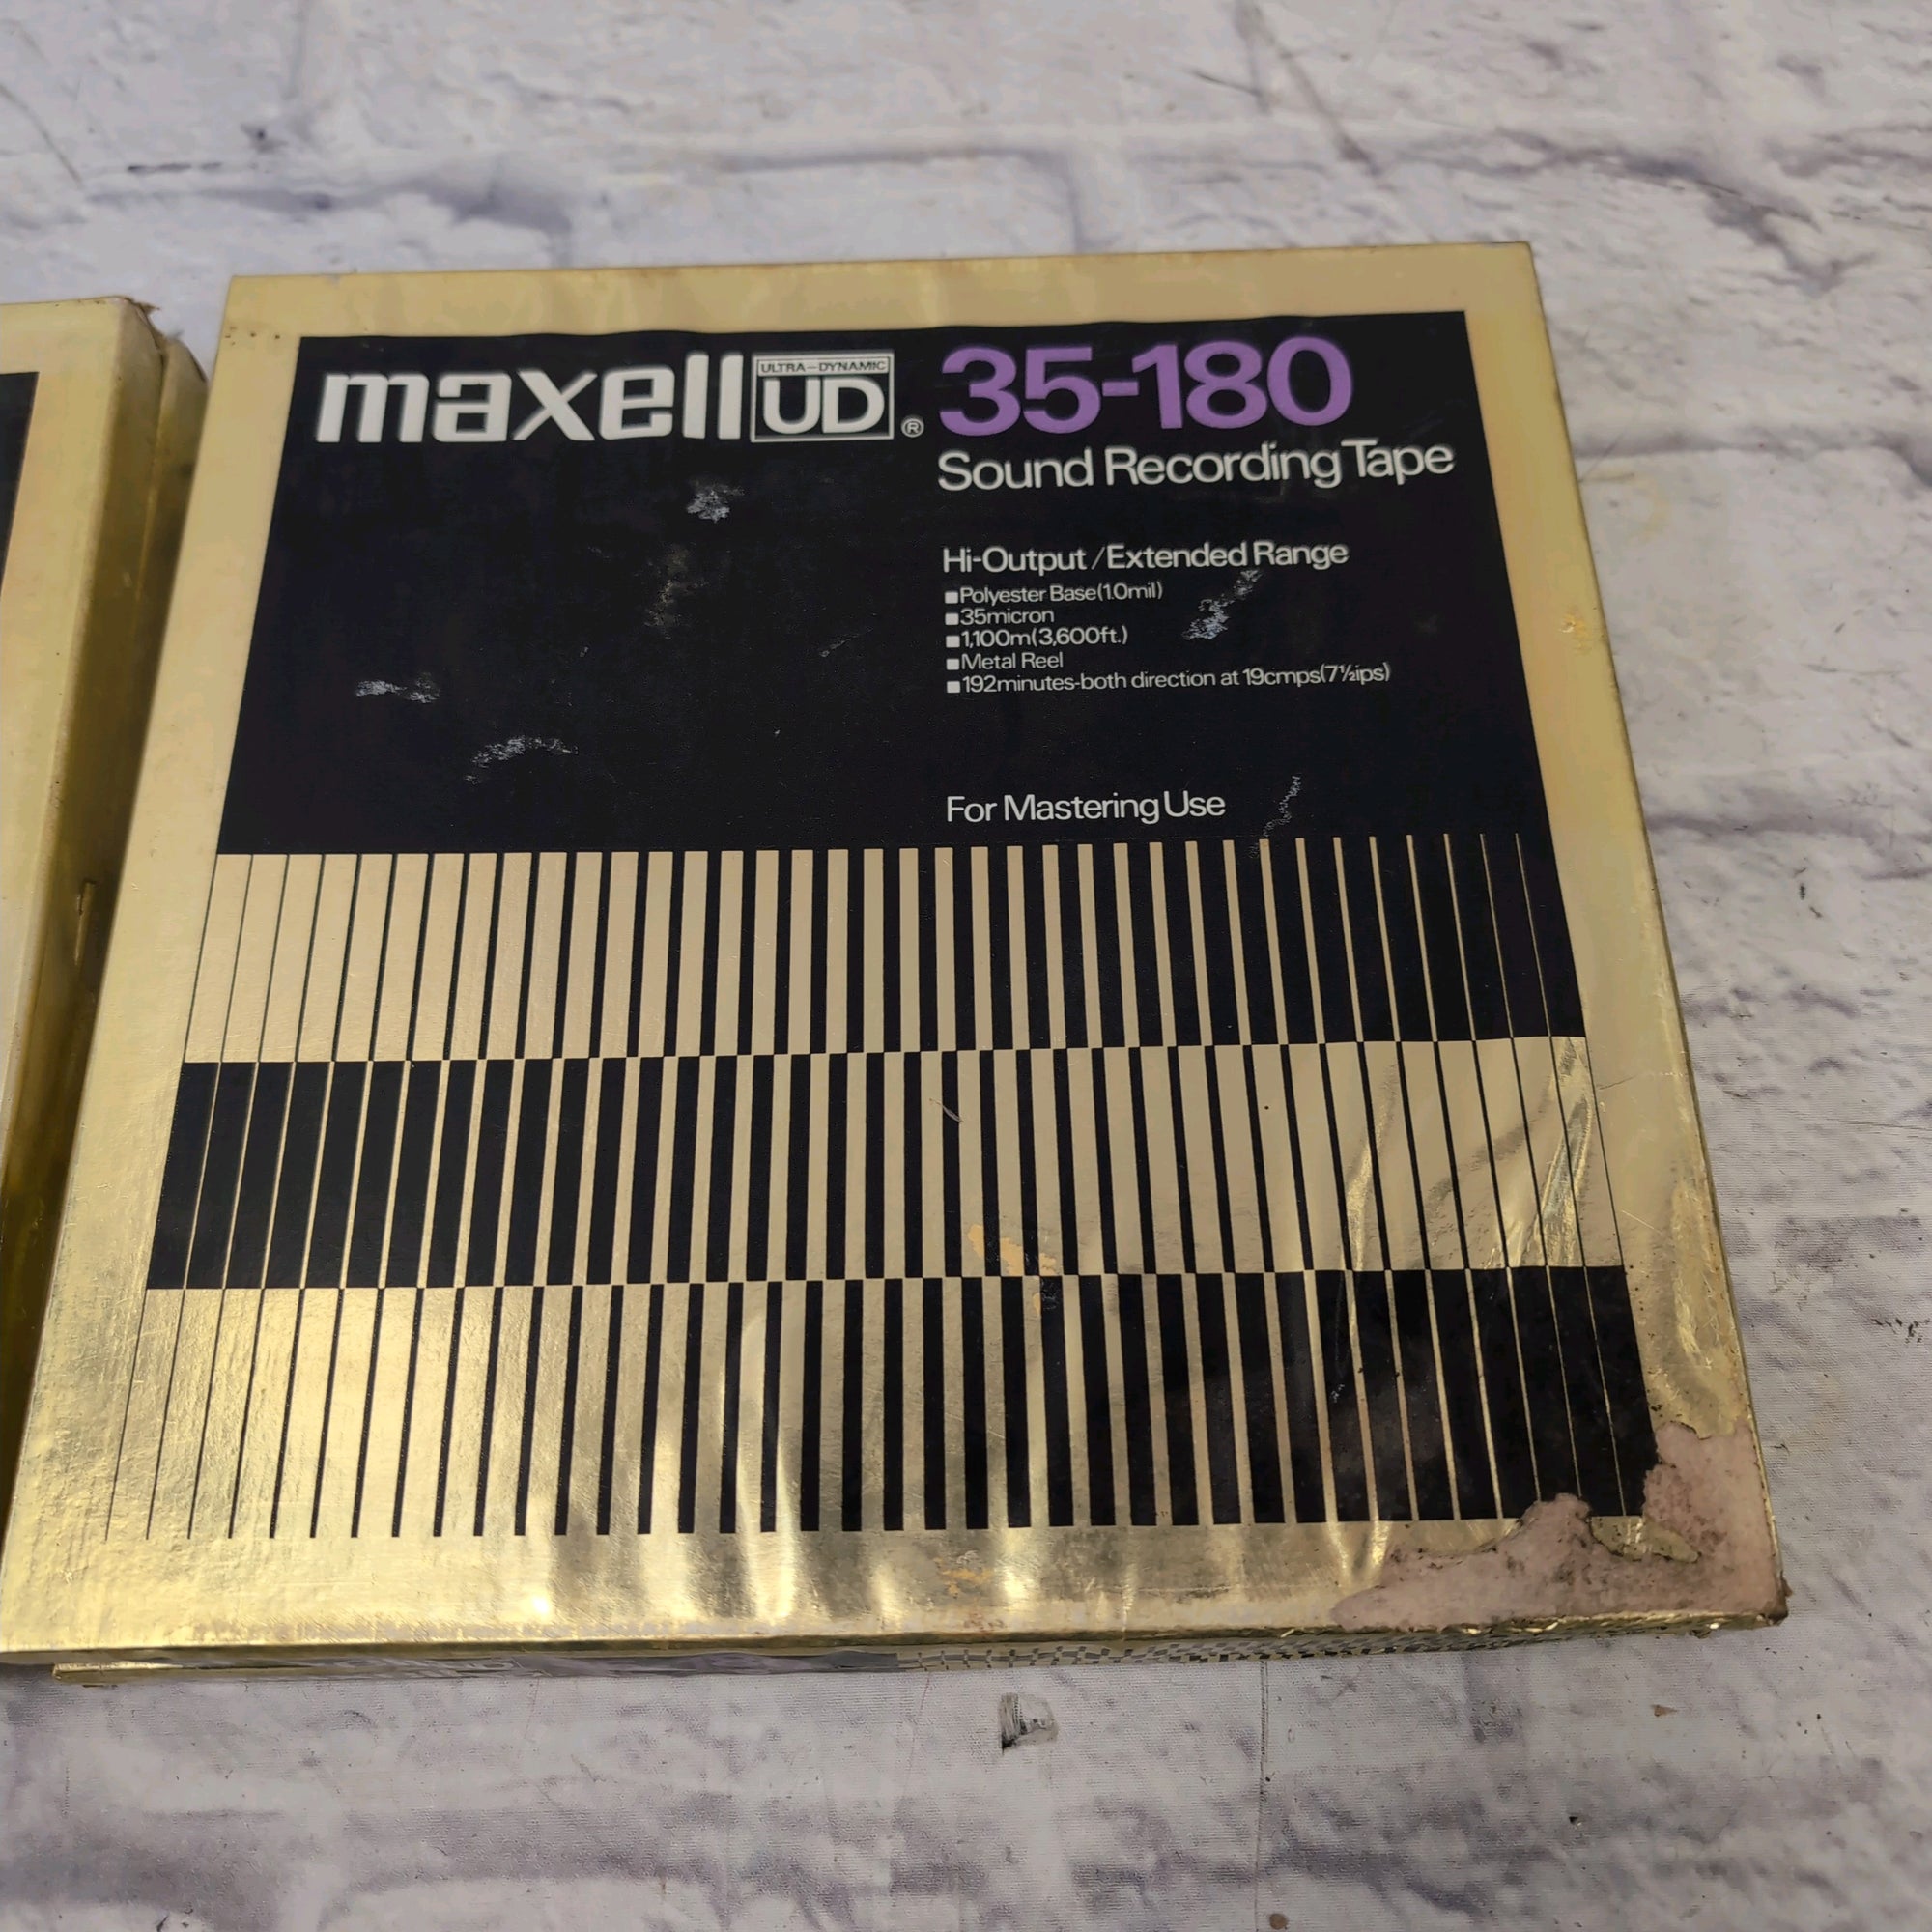 maxell ULTRA-DYNAMIC UD ® 35-180
Sound Recording Tape
Hi-Output/Extended Range
■Polyester Base(1.0mil)
■35micron
■1,100m(3,600ft.)
■Metal Reel
■192minutes-both direction at 19cmps(7½ips)
For Mastering Use